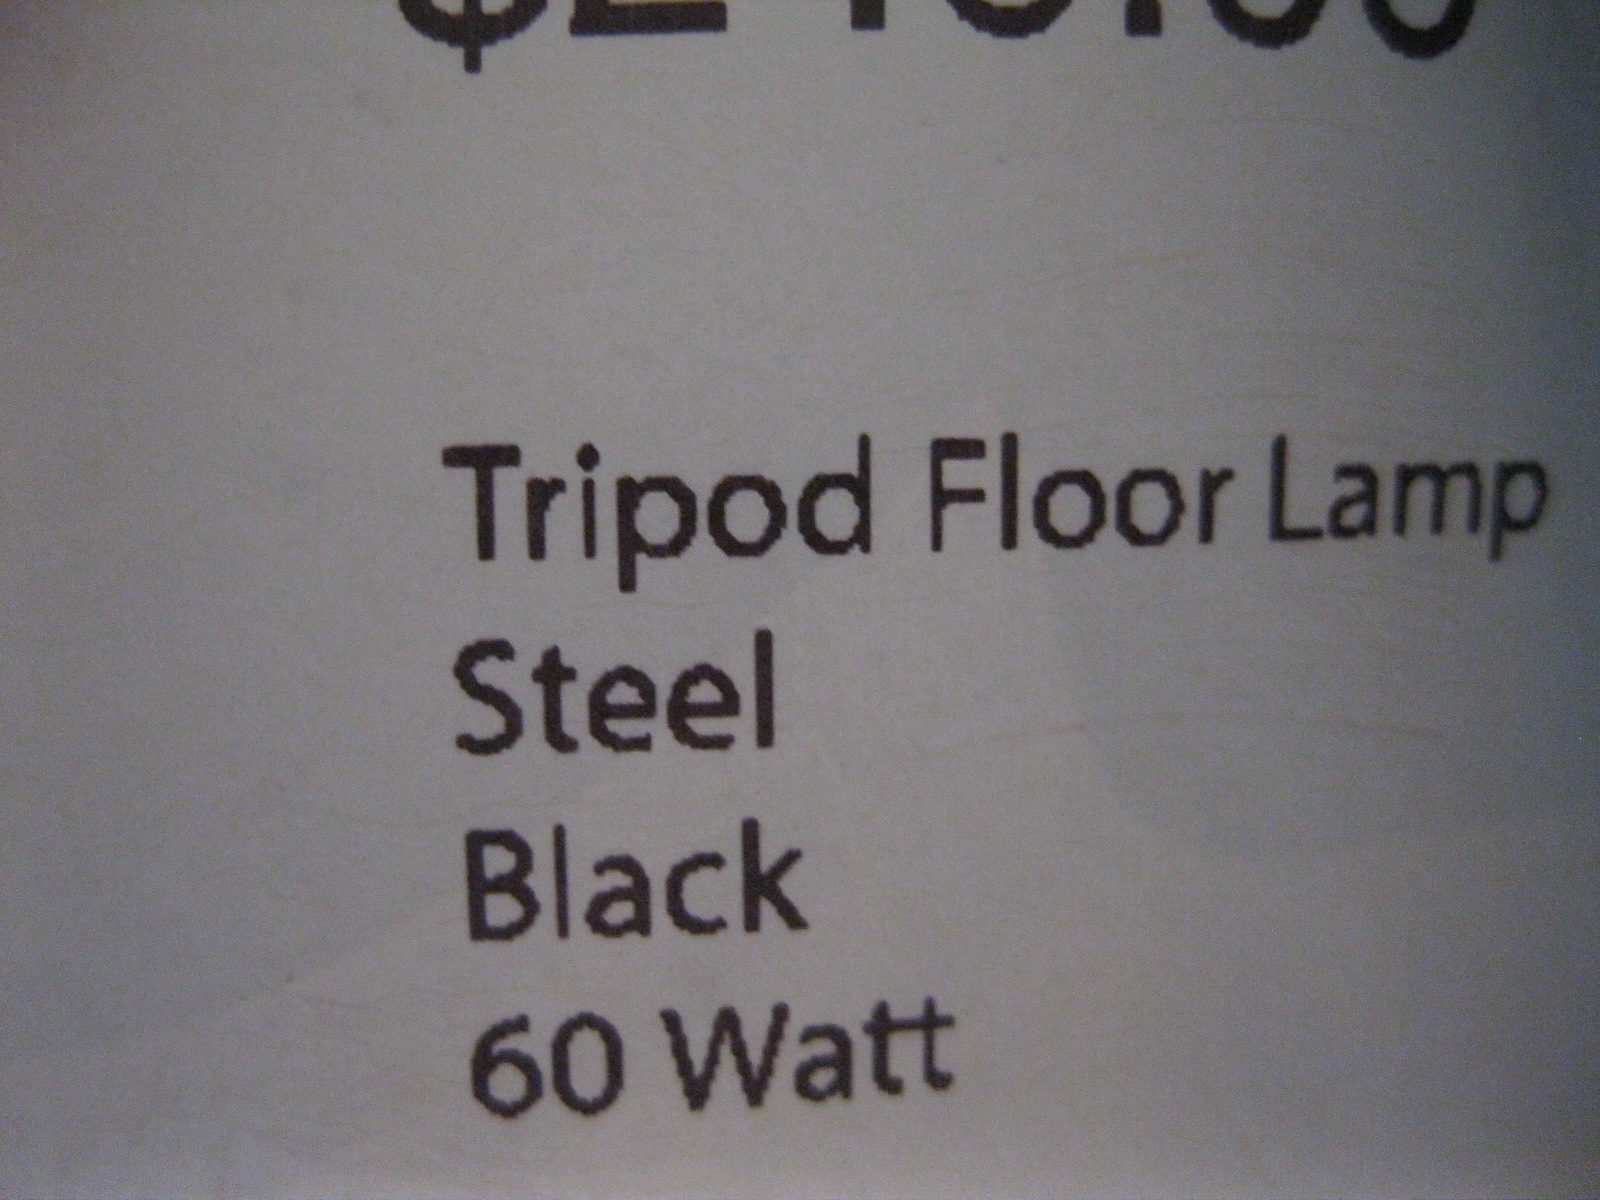 Tripod Floor Lamp
Steel
Black
60 Watt